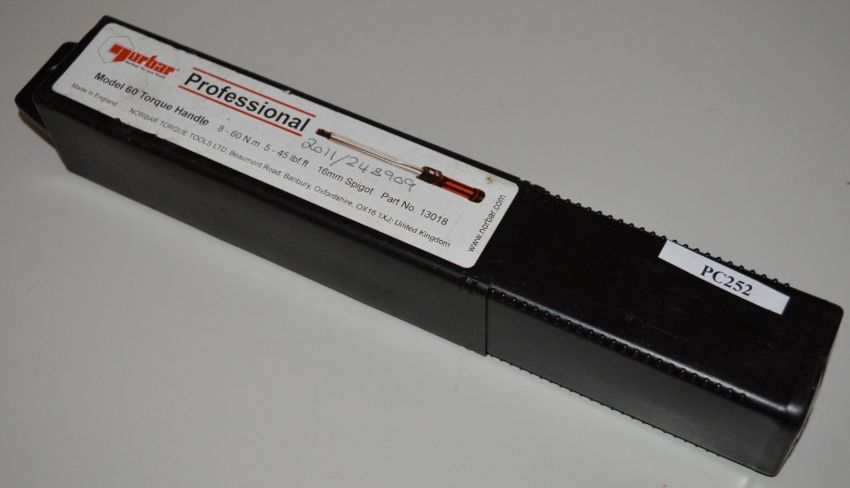 norbar®
Professional
Model 60 Torque Handle 8 - 60 N.m 5 - 45 lbf.ft 16mm Spigot Part No. 13018
Made in England
NORBAR TORQUE TOOLS LTD, Beaumont Road, Banbury, Oxfordshire, OX16 1XJ; United Kingdom
2011/248909
www.norbar.com
PC252